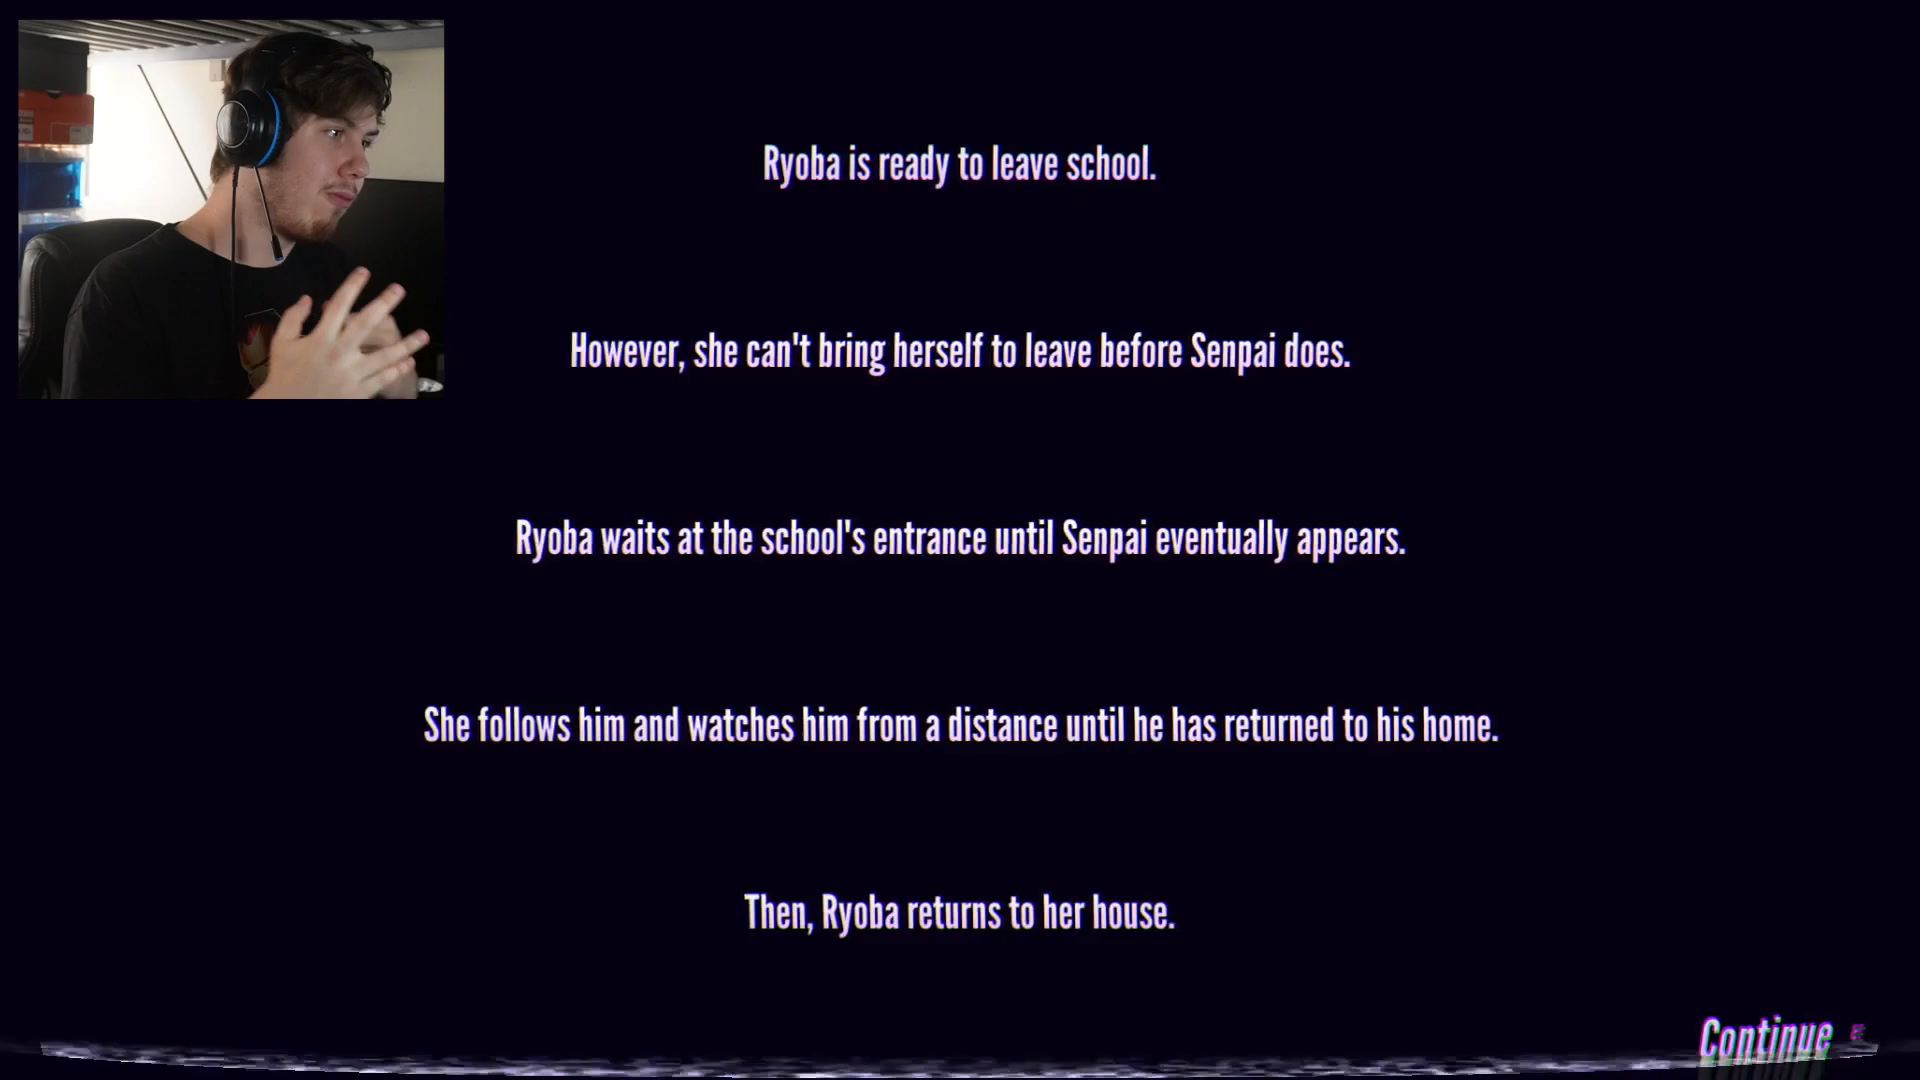 Ryoba is ready to leave school.
However, she can't bring herself to leave before Senpai does.
Ryoba waits at the school's entrance until Senpai eventually appears.
She follows him and watches him from a distance until he has returned to his home.
Then, Ryoba returns to her house.
Continue